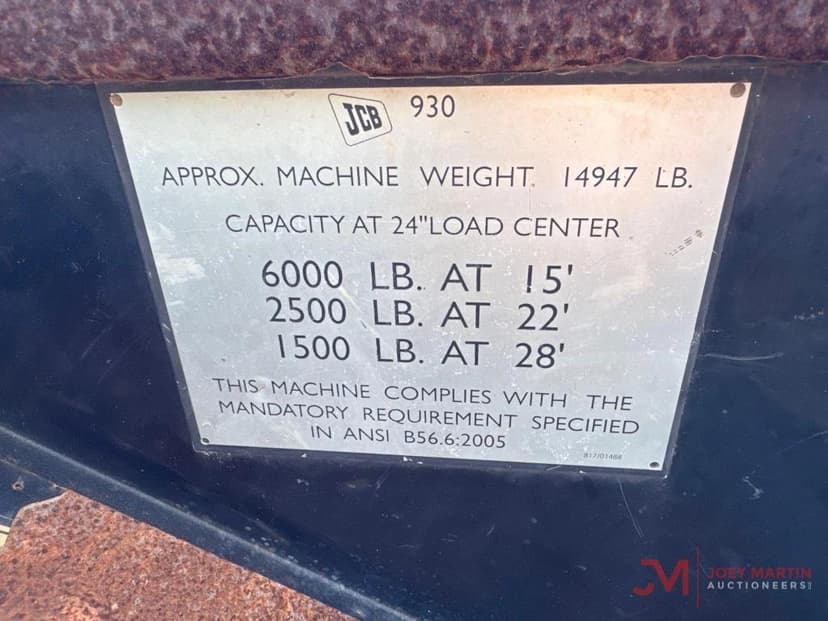 JCB 930
APPROX. MACHINE WEIGHT. 14947 LB.
CAPACITY AT 24" LOAD CENTER
6000 LB. AT 15'
2500 LB. AT 22'
1500 LB. AT 28'
THIS MACHINE COMPLIES WITH THE
MANDATORY REQUIREMENT SPECIFIED
IN ANSI B56.6:2005
817/01488
JM JOEY MARTIN
AUCTIONEERS